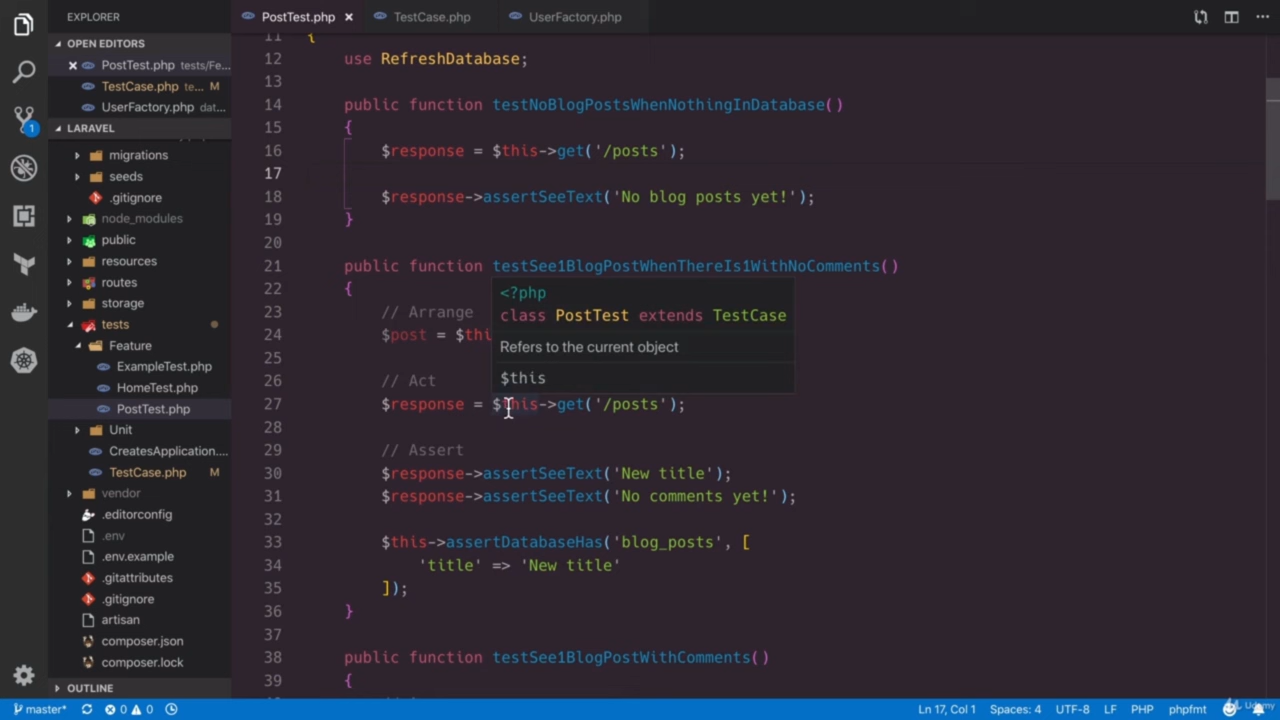 EXPLORER
OPEN EDITORS
PostTest.php tests/Fe...
TestCase.php te... M
UserFactory.php dat...
LARAVEL
migrations
seeds
.gitignore
node_modules
public
resources
routes
storage
tests
Feature
ExampleTest.php
HomeTest.php
PostTest.php
Unit
CreatesApplication....
TestCase.php M
vendor
.editorconfig
.env
.env.example
.gitattributes
.gitignore
artisan
composer.json
composer.lock
OUTLINE
1
PostTest.php
TestCase.php
UserFactory.php
11 {
12 use RefreshDatabase;
13
14 public function testNoBlogPostsWhenNothingInDatabase()
15 {
16 $response = $this->get('/posts');
17
18 $response->assertSeeText('No blog posts yet!');
19 }
20
21 public function testSee1BlogPostWhenThereIs1WithNoComments()
22 {
23 // Arrange
24 $post = $thi
25
26 // Act
27 $response = $this->get('/posts');
28
29 // Assert
30 $response->assertSeeText('New title');
31 $response->assertSeeText('No comments yet!');
32
33 $this->assertDatabaseHas('blog_posts', [
34 'title' => 'New title'
35 ]);
36 }
37
38 public function testSee1BlogPostWithComments()
39 {
<?php
class PostTest extends TestCase
Refers to the current object
$this
master* 0 0
Ln 17, Col 1 Spaces: 4 UTF-8 LF PHP phpfmt
Udemy